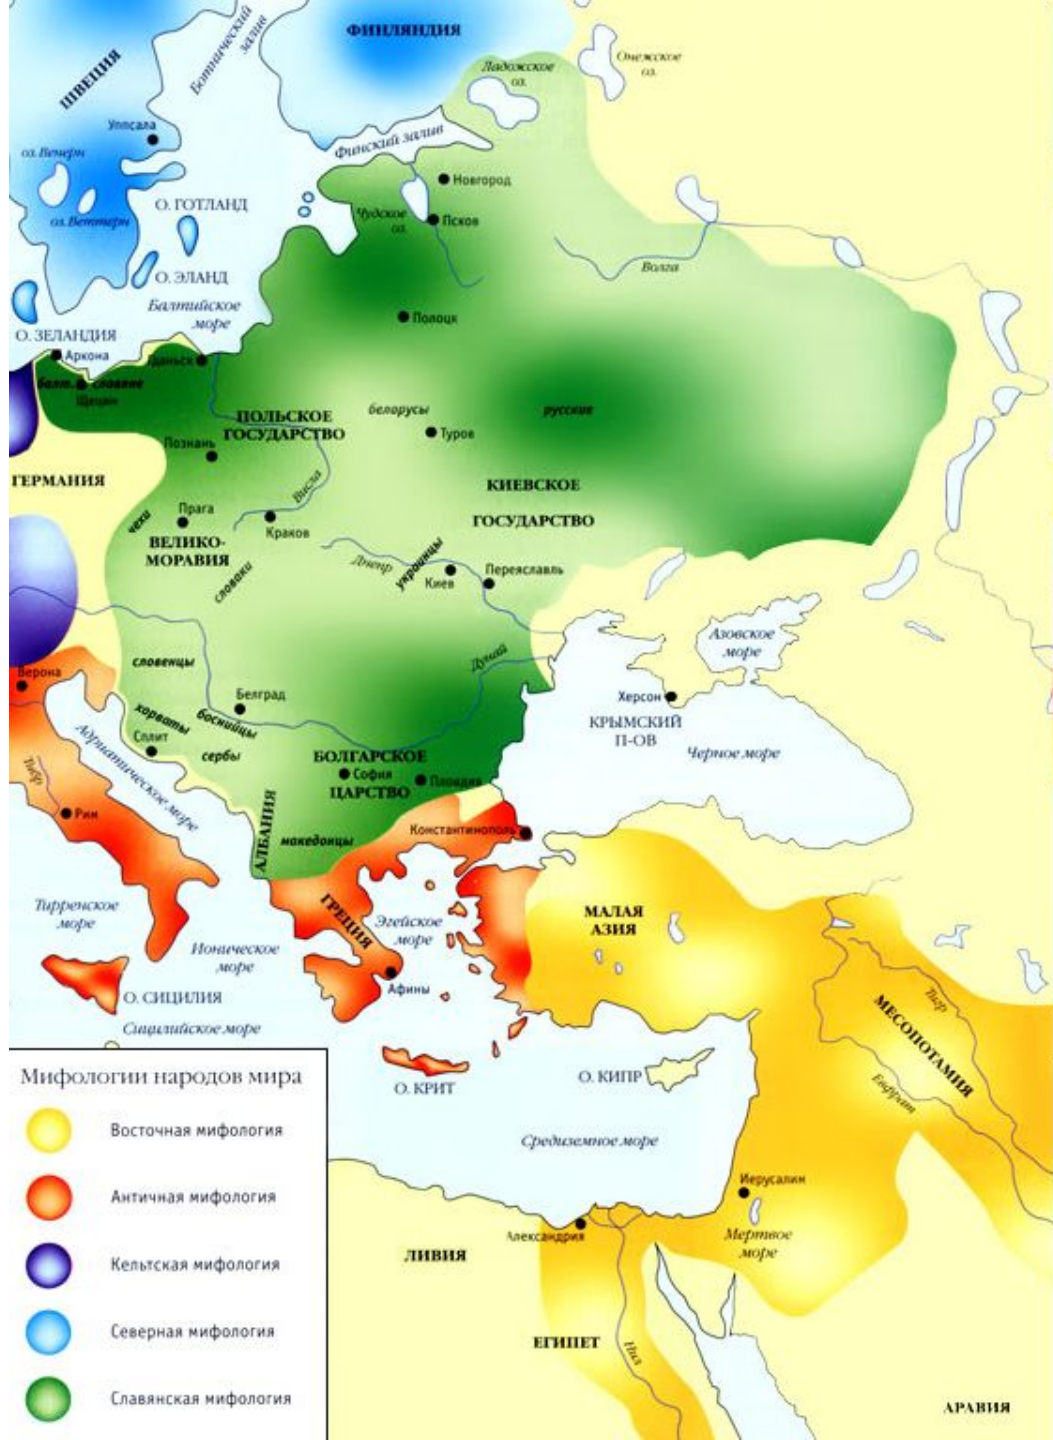 ФИНЛЯНДИЯ
ШВЕЦИЯ
Ботнический
залив
Ладожское
оз.
Онежское
оз.
Уппсала
Финский залив
оз. Венерн
Новгород
О. ГОТЛАНД
оз. Веттерн
Чудское
оз.
Псков
Волга
О. ЭЛАНД
Балтийское
море
Полоцк
О. ЗЕЛАНДИЯ
Аркона
Гданьск
балт. славяне
Щецин
ПОЛЬСКОЕ
ГОСУДАРСТВО
белорусы
русские
Туров
Познань
ГЕРМАНИЯ
Висла
КИЕВСКОЕ
ГОСУДАРСТВО
чехи
Прага
Краков
ВЕЛИКО-
МОРАВИЯ
словаки
Днепр
украинцы
Киев
Переяславль
Азовское
море
словенцы
Дунай
Верона
Белград
Херсон
хорваты
боснийцы
Сплит
сербы
КРЫМСКИЙ
П-ОВ
Черное море
Адриатическое море
БОЛГАРСКОЕ
София
Пловдив
ЦАРСТВО
Тибр
Рим
АЛБАНИЯ
македонцы
Константинополь
Тирренское
море
ГРЕЦИЯ
Эгейское
море
МАЛАЯ
АЗИЯ
Ионическое
море
Афины
О. СИЦИЛИЯ
Сицилийское море
Тигр
МЕСОПОТАМИЯ
Евфрат
О. КРИТ
О. КИПР
Средиземное море
Иерусалим
Александрия
Мертвое
море
ЛИВИЯ
ЕГИПЕТ
Нил
АРАВИЯ
Мифологии народов мира
Восточная мифология
Античная мифология
Кельтская мифология
Северная мифология
Славянская мифология